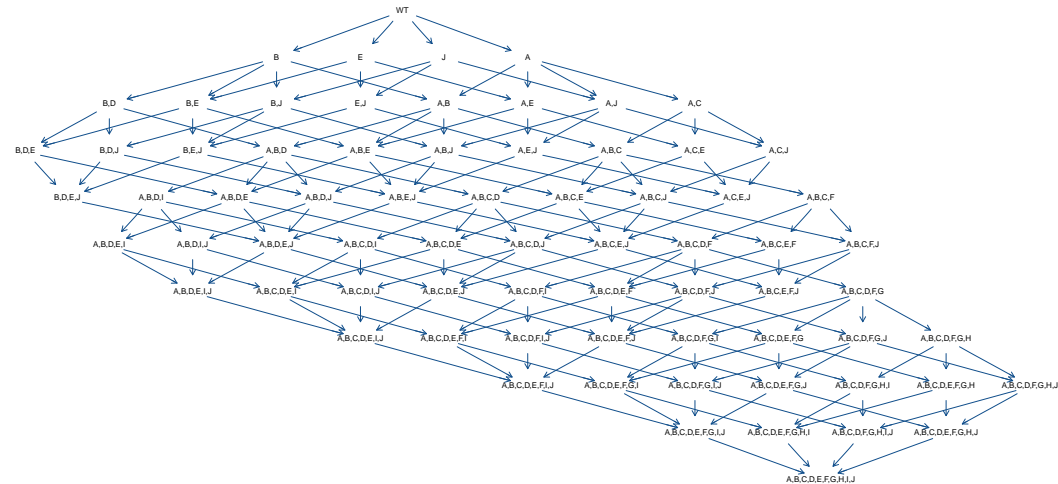 WT
B E J A
B,D B,E B,J E,J A,B A,E A,J A,C
B,D,E B,D,J B,E,J A,B,D A,B,E A,B,J A,E,J A,B,C A,C,E A,C,J
B,D,E,J A,B,D,I A,B,D,E A,B,D,J A,B,E,J A,B,C,D A,B,C,E A,B,C,J A,C,E,J A,B,C,F
A,B,D,E,I A,B,D,I,J A,B,D,E,J A,B,C,D,I A,B,C,D,E A,B,C,D,J A,B,C,E,J A,B,C,D,F A,B,C,E,F A,B,C,F,J
A,B,D,E,I,J A,B,C,D,E,I A,B,C,D,I,J A,B,C,D,E,J A,B,C,D,F,I A,B,C,D,E,F A,B,C,D,F,J A,B,C,E,F,J A,B,C,D,F,G
A,B,C,D,E,I,J A,B,C,D,E,F,I A,B,C,D,F,I,J A,B,C,D,E,F,J A,B,C,D,F,G,I A,B,C,D,E,F,G A,B,C,D,F,G,J A,B,C,D,F,G,H
A,B,C,D,E,F,I,J A,B,C,D,E,F,G,I A,B,C,D,F,G,I,J A,B,C,D,E,F,G,J A,B,C,D,F,G,H,I A,B,C,D,E,F,G,H A,B,C,D,F,G,H,J
A,B,C,D,E,F,G,I,J A,B,C,D,E,F,G,H,I A,B,C,D,F,G,H,I,J A,B,C,D,E,F,G,H,J
A,B,C,D,E,F,G,H,I,J